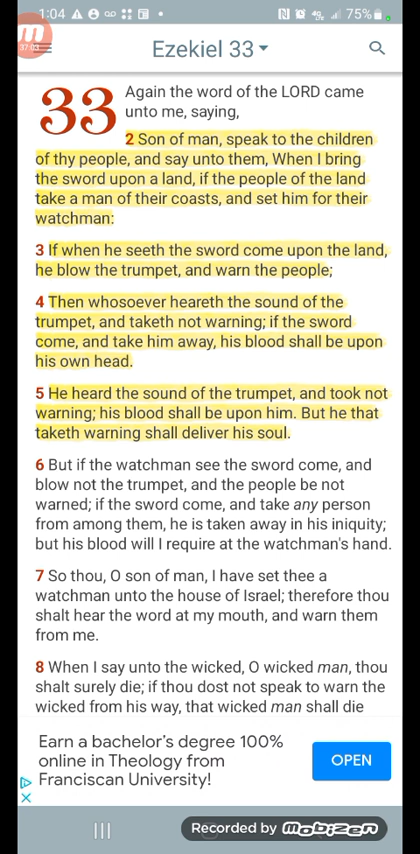 1:04 75%
M
37:03
Ezekiel 33
33 Again the word of the LORD came
unto me, saying,
2 Son of man, speak to the children
of thy people, and say unto them, When I bring
the sword upon a land, if the people of the land
take a man of their coasts, and set him for their
watchman:
3 If when he seeth the sword come upon the land,
he blow the trumpet, and warn the people;
4 Then whosoever heareth the sound of the
trumpet, and taketh not warning; if the sword
come, and take him away, his blood shall be upon
his own head.
5 He heard the sound of the trumpet, and took not
warning; his blood shall be upon him. But he that
taketh warning shall deliver his soul.
6 But if the watchman see the sword come, and
blow not the trumpet, and the people be not
warned; if the sword come, and take any person
from among them, he is taken away in his iniquity;
but his blood will I require at the watchman's hand.
7 So thou, O son of man, I have set thee a
watchman unto the house of Israel; therefore thou
shalt hear the word at my mouth, and warn them
from me.
8 When I say unto the wicked, O wicked man, thou
shalt surely die; if thou dost not speak to warn the
wicked from his way, that wicked man shall die
Earn a bachelor's degree 100%
online in Theology from
Franciscan University!
OPEN
Recorded by mobizen